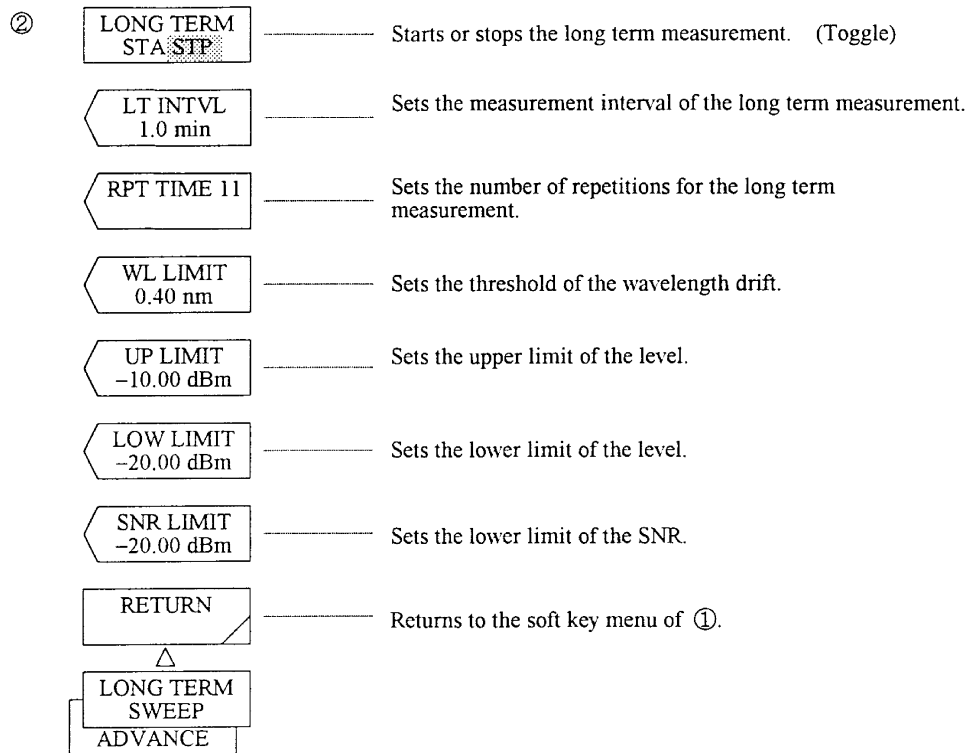 ②
LONG TERM
STA STP
Starts or stops the long term measurement. (Toggle)
LT INTVL
1.0 min
Sets the measurement interval of the long term measurement.
RPT TIME 11
Sets the number of repetitions for the long term
measurement.
WL LIMIT
0.40 nm
Sets the threshold of the wavelength drift.
UP LIMIT
−10.00 dBm
Sets the upper limit of the level.
LOW LIMIT
−20.00 dBm
Sets the lower limit of the level.
SNR LIMIT
−20.00 dBm
Sets the lower limit of the SNR.
RETURN
Returns to the soft key menu of ①.
LONG TERM
SWEEP
ADVANCE